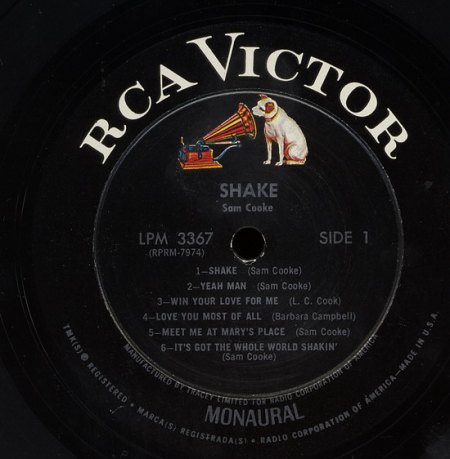 RCA VICTOR
SHAKE
Sam Cooke
LPM 3367
(RPRM-7974)
SIDE 1
1—SHAKE (Sam Cooke)
2—YEAH MAN (Sam Cooke)
3—WIN YOUR LOVE FOR ME (L. C. Cook)
4—LOVE YOU MOST OF ALL (Barbara Campbell)
5—MEET ME AT MARY'S PLACE (Sam Cooke)
6—IT'S GOT THE WHOLE WORLD SHAKIN'
(Sam Cooke)
MANUFACTURED BY TRACEY LIMITED FOR RADIO CORPORATION OF AMERICA
MONAURAL
TMK(S) ® REGISTERED • MARCA(S) REGISTRADA(S) • RADIO CORPORATION OF AMERICA—MADE IN U.S.A.